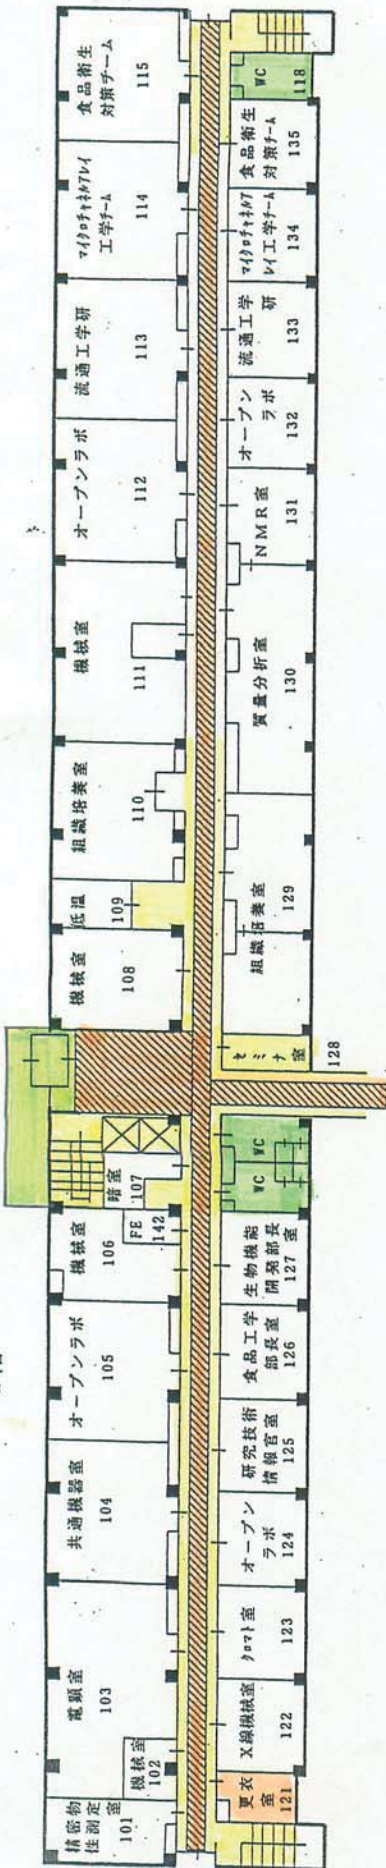 食品衛生
対策チーム
115
マイクロチャネルアレイ
工学チーム
114
流通工学研
113
オープンラボ
112
機械室
111
組織培養室
110
低温
109
機械室
108
暗室
107
FE
142
機械室
106
オープンラボ
105
共通機器室
104
電顕室
103
機械室
102
精密物
性測定室
101
WC
118
食品衛生
対策チーム
135
マイクロチャネルア
レイ工学チーム
134
流通工学
研
133
オープン
ラボ
132
NMR室
131
質量分析室
130
組織培養室
129
セミナ
室
128
WC
WC
生物機能
開発部長
室
127
食品工学
部長室
126
研究技術
情報官室
125
オープン
ラボ
124
クロマト室
123
X線機械室
122
更衣
室
121